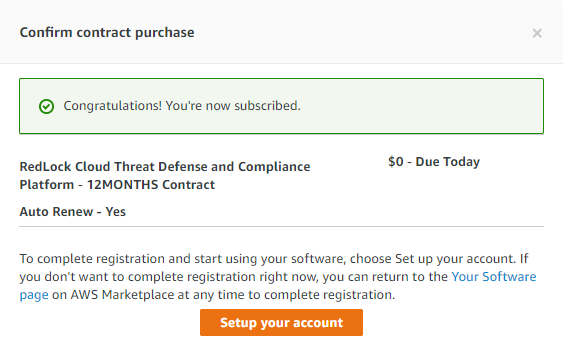 Confirm contract purchase
×
Congratulations! You're now subscribed.
RedLock Cloud Threat Defense and Compliance
Platform - 12MONTHS Contract
$0 - Due Today
Auto Renew - Yes
To complete registration and start using your software, choose Set up your account. If
you don't want to complete registration right now, you can return to the Your Software
page on AWS Marketplace at any time to complete registration.
Setup your account